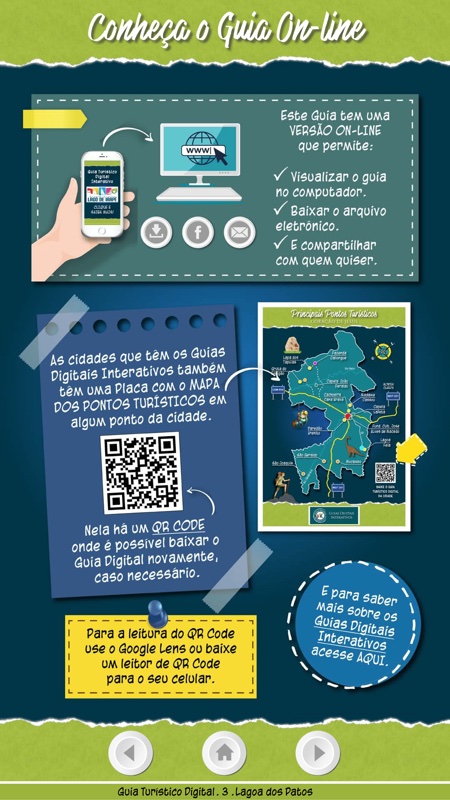 Conheça o Guia On-line
Este Guia tem uma
VERSÃO ON-LINE
que permite:
✓ Visualizar o guia
no computador.
✓ Baixar o arquivo
eletrônico.
✓ E compartilhar
com quem quiser.
Guia Turístico
Digital
Interativo
WWW
As cidades que têm os Guias
Digitais Interativos também
têm uma Placa com o MAPA
DOS PONTOS TURÍSTICOS em
algum ponto da cidade.
Nela há um QR CODE
onde é possível baixar o
Guia Digital novamente,
caso necessário.
Principais Pontos Turísticos
Lagoa dos
Patos
Fazenda
São Joaquim
Para a leitura do QR Code
use o Google Lens ou baixe
um leitor de QR Code
para o seu celular.
E para saber
mais sobre os
Guias Digitais
Interativos
acesse AQUI.
Guia Turistico Digital . 3 . Lagoa dos Patos